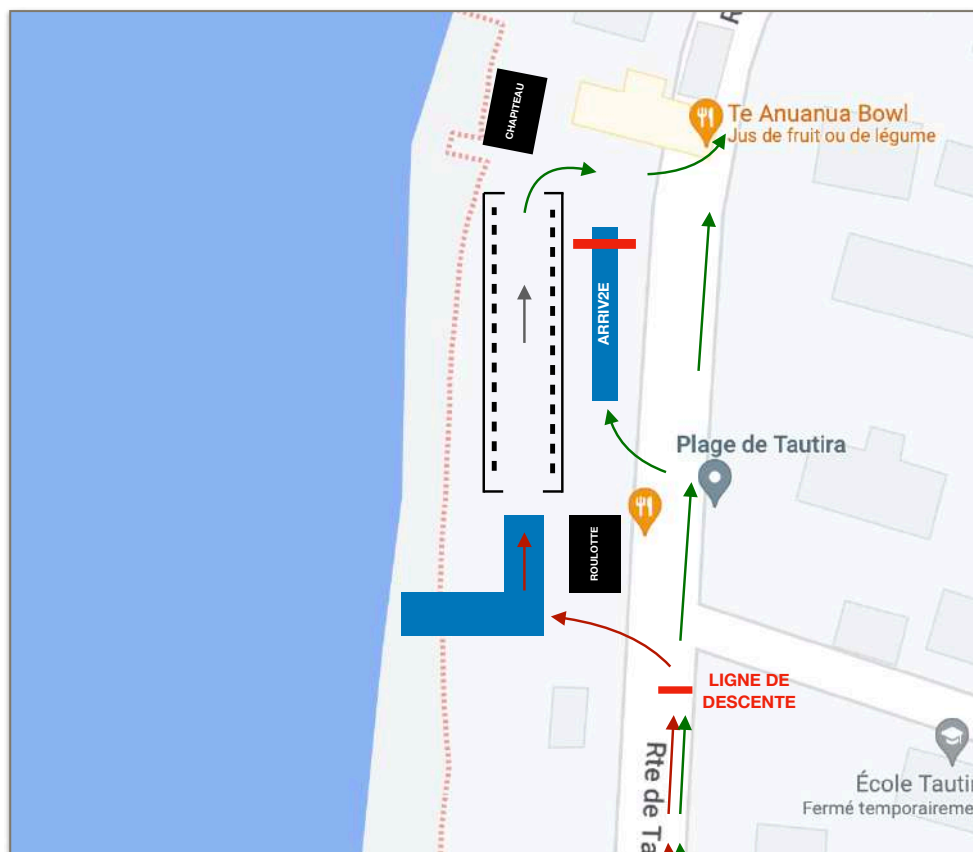 R
CHAPITEAU
Te Anuanua Bowl
Jus de fruit ou de légume
ARRIV2E
Plage de Tautira
ROULOTTE
LIGNE DE
DESCENTE
Rte de Ta
École Tautir
Fermé temporaireme